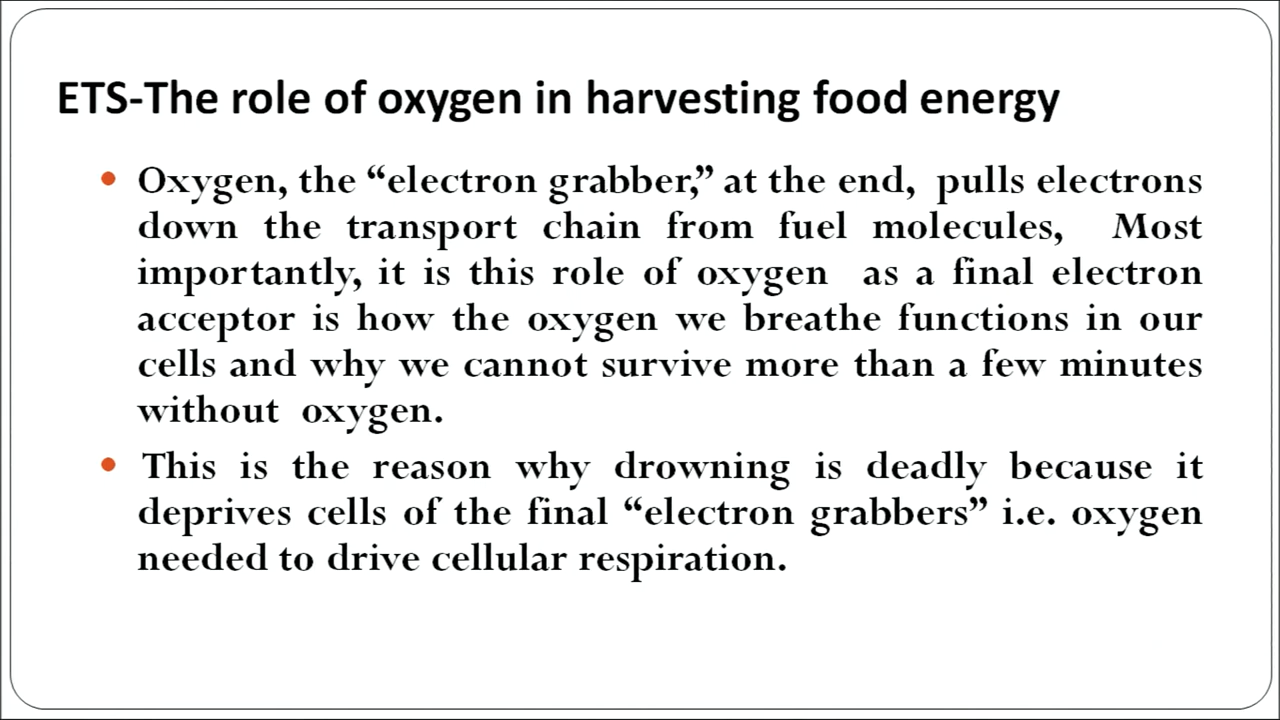 ETS-The role of oxygen in harvesting food energy
• Oxygen, the “electron grabber,” at the end, pulls electrons
down the transport chain from fuel molecules, Most
importantly, it is this role of oxygen as a final electron
acceptor is how the oxygen we breathe functions in our
cells and why we cannot survive more than a few minutes
without oxygen.
• This is the reason why drowning is deadly because it
deprives cells of the final “electron grabbers” i.e. oxygen
needed to drive cellular respiration.